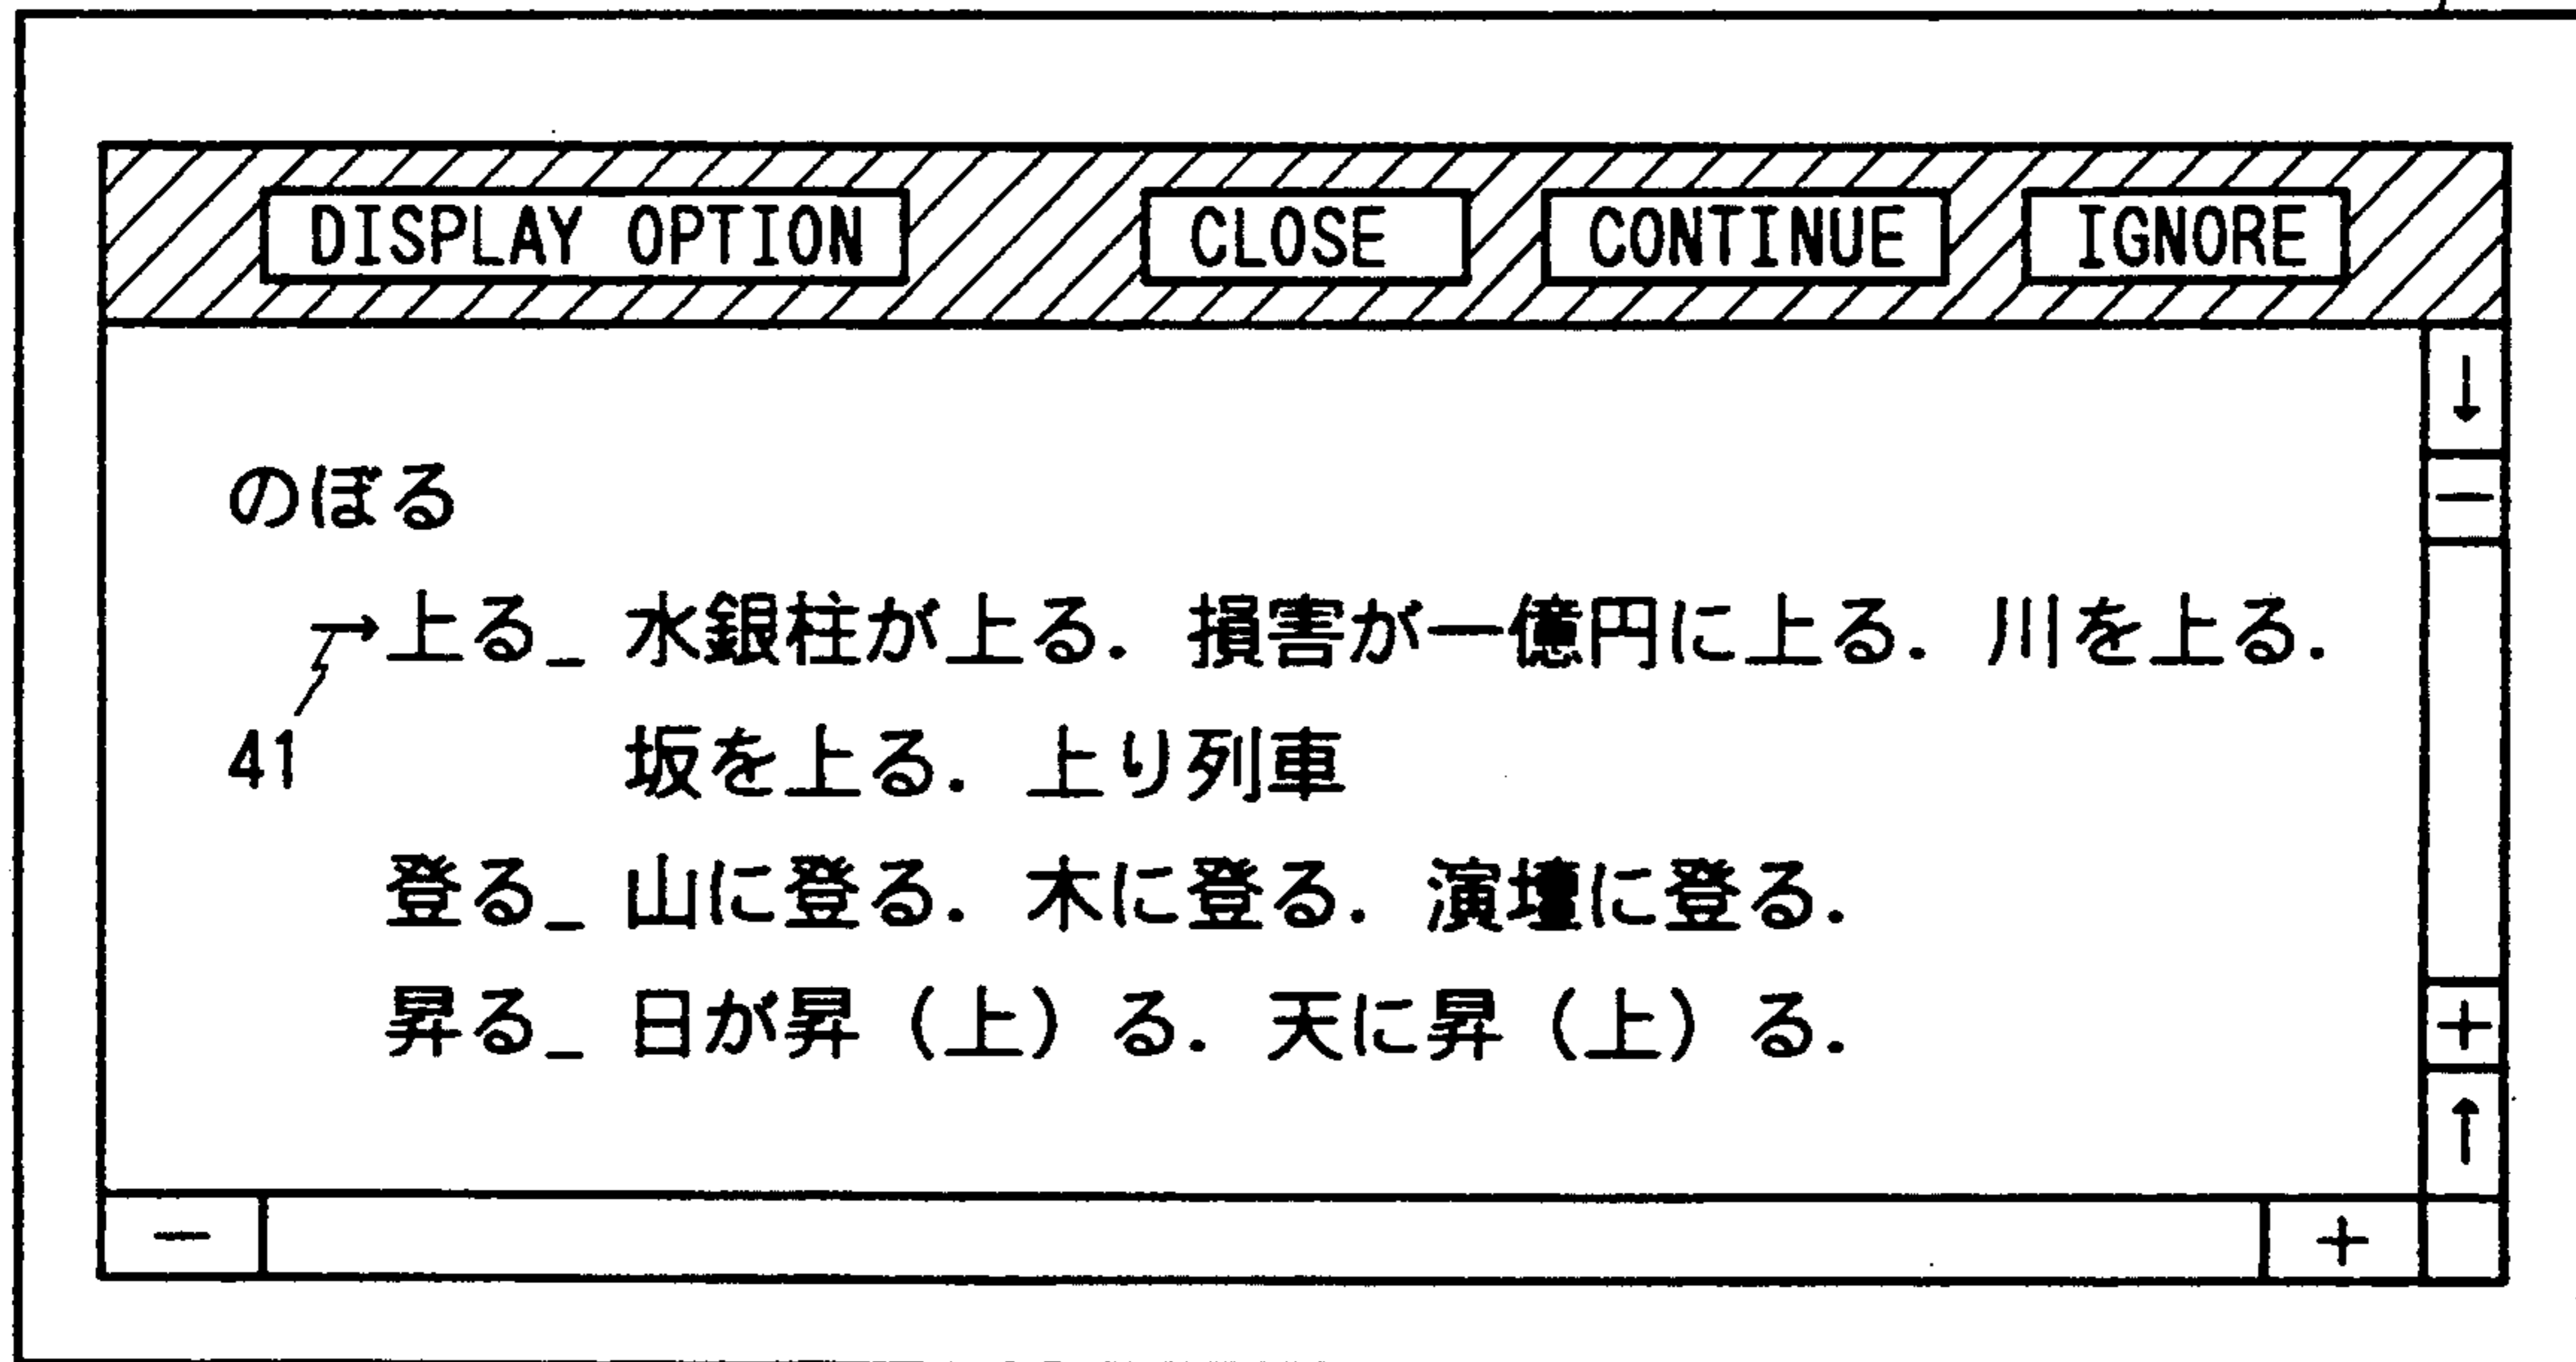 DISPLAY OPTION CLOSE CONTINUE IGNORE
のぼる
→上る_ 水銀柱が上る. 損害が一億円に上る. 川を上る.
41 坂を上る. 上り列車
登る_ 山に登る. 木に登る. 演壇に登る.
昇る_ 日が昇（上）る. 天に昇（上）る.